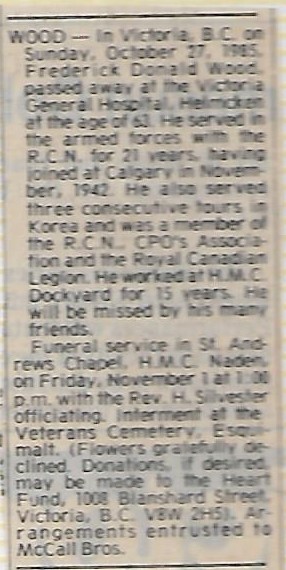 WOOD — In Victoria, B.C. on
Sunday, October 27, 1985,
Frederick Donald Wood
passed away at the Victoria
General Hospital, Helmcken
at the age of 63. He served in
the armed forces with the
R.C.N. for 21 years, having
joined at Calgary in Novem-
ber, 1942. He also served
three consecutive tours in
Korea and was a member of
the R.C.N., CPO's Associa-
tion and the Royal Canadian
Legion. He worked at H.M.C.
Dockyard for 15 years. He
will be missed by his many
friends.
Funeral service in St. And-
rews Chapel, H.M.C. Naden,
on Friday, November 1 at 1:00
p.m. with the Rev. H. Silvester
officiating. Interment at the
Veterans Cemetery, Esqui-
malt. (Flowers gratefully de-
clined. Donations, if desired,
may be made to the Heart
Fund, 1008 Blanshard Street,
Victoria, B.C. V8W 2H5). Ar-
rangements entrusted to
McCall Bros.